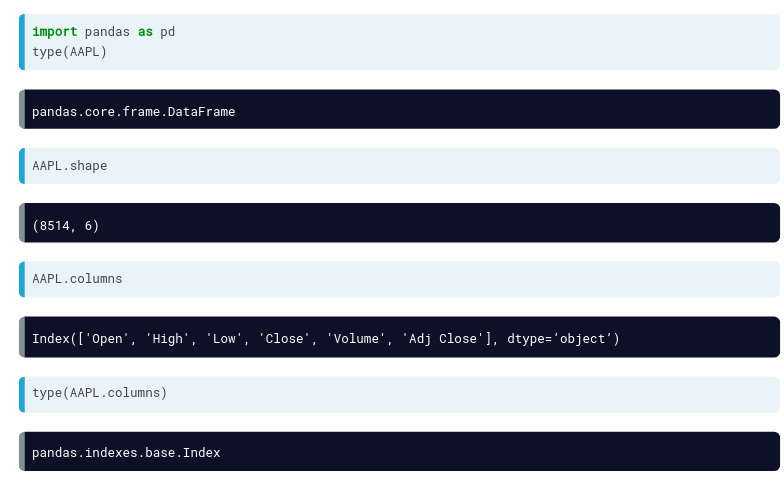 import pandas as pd
type(AAPL)
pandas.core.frame.DataFrame
AAPL.shape
(8514, 6)
AAPL.columns
Index(['Open', 'High', 'Low', 'Close', 'Volume', 'Adj Close'], dtype=‘object’)
type(AAPL.columns)
pandas.indexes.base.Index